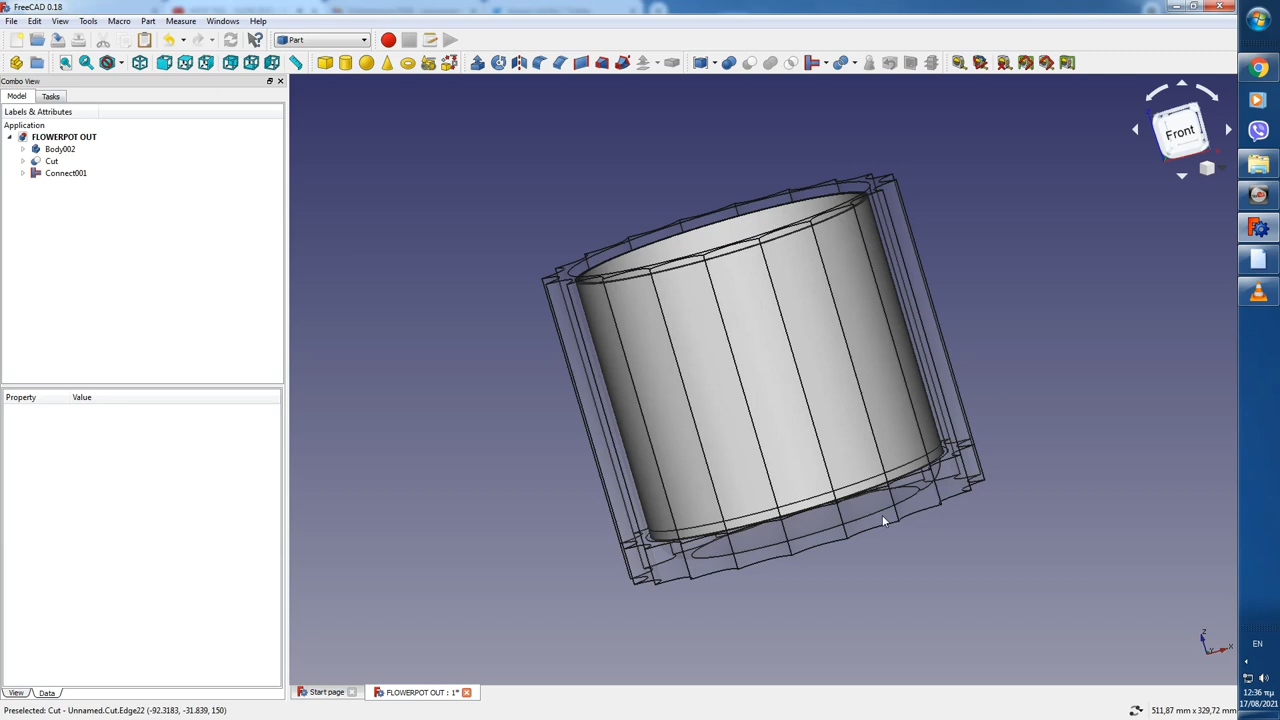 FreeCAD 0.18
File Edit View Tools Macro Part Measure Windows Help
Part
Combo View
Model Tasks
Labels & Attributes
Application
FLOWERPOT OUT
Body002
Cut
Connect001
Property Value
Front
Z
X
View Data
Start page
FLOWERPOT OUT : 1*
Preselected: Cut - Unnamed.Cut.Edge22 (-92.3183, -31.839, 150)
511,87 mm x 329,72 mm
EN
12:36 πμ
17/08/2021